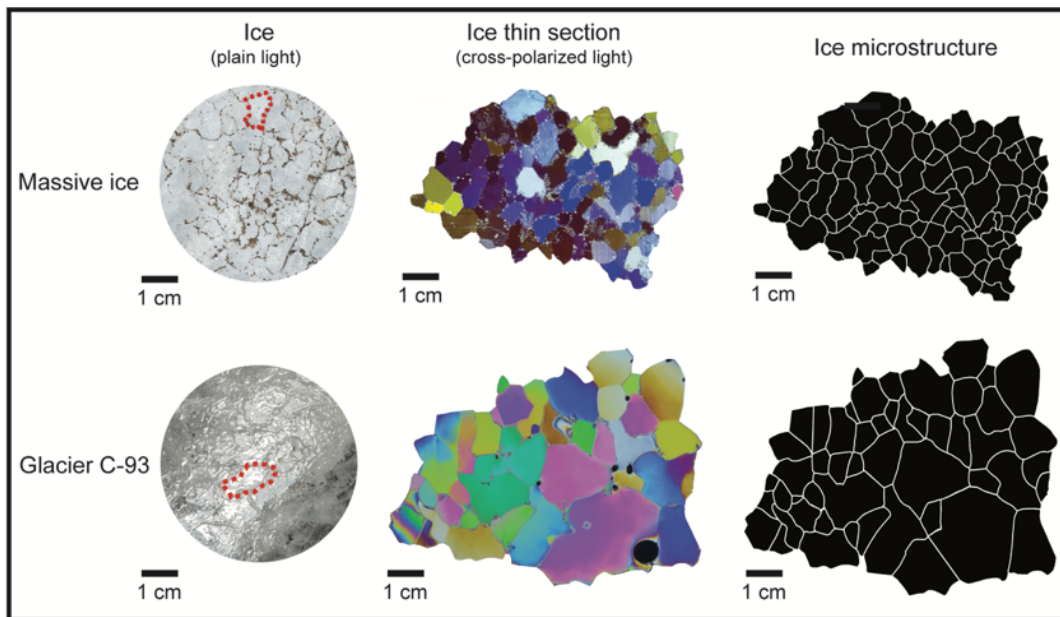 Ice
(plain light)
Ice thin section
(cross-polarized light)
Ice microstructure
Massive ice
1 cm
1 cm
1 cm
Glacier C-93
1 cm
1 cm
1 cm